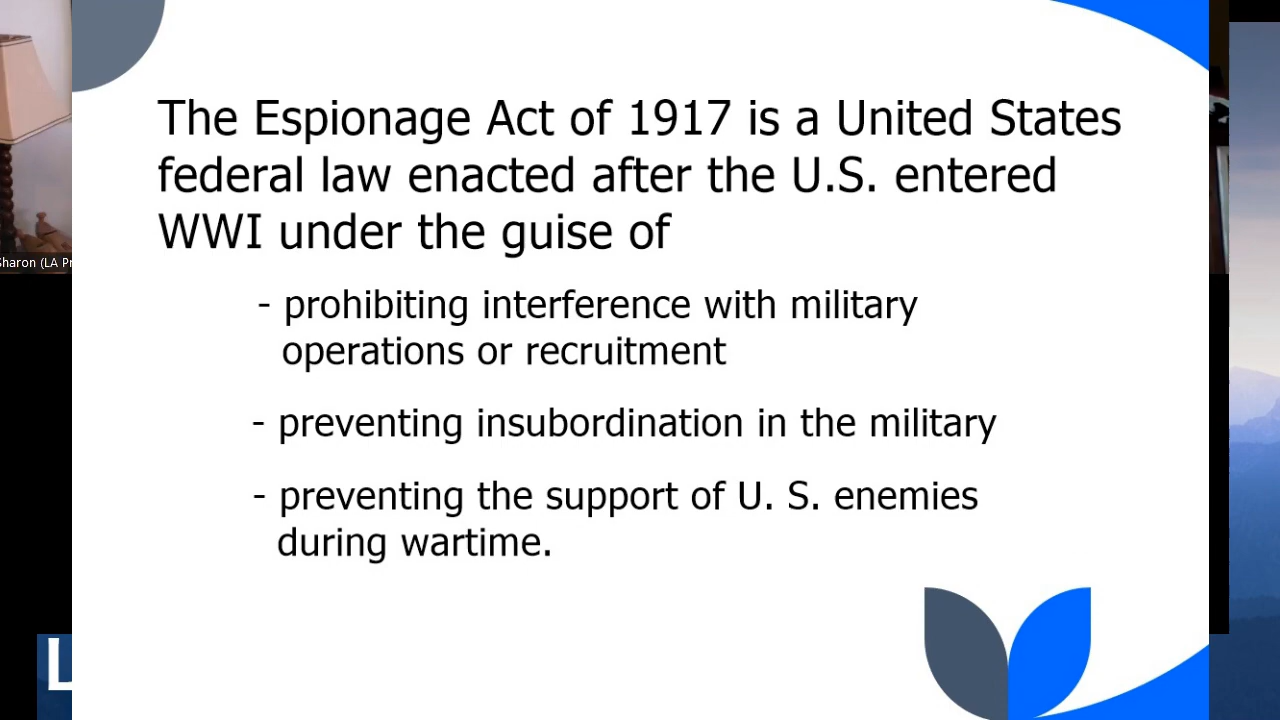 The Espionage Act of 1917 is a United States
federal law enacted after the U.S. entered
WWI under the guise of
Sharon (LA Pr
- prohibiting interference with military
operations or recruitment
- preventing insubordination in the military
- preventing the support of U. S. enemies
during wartime.
L